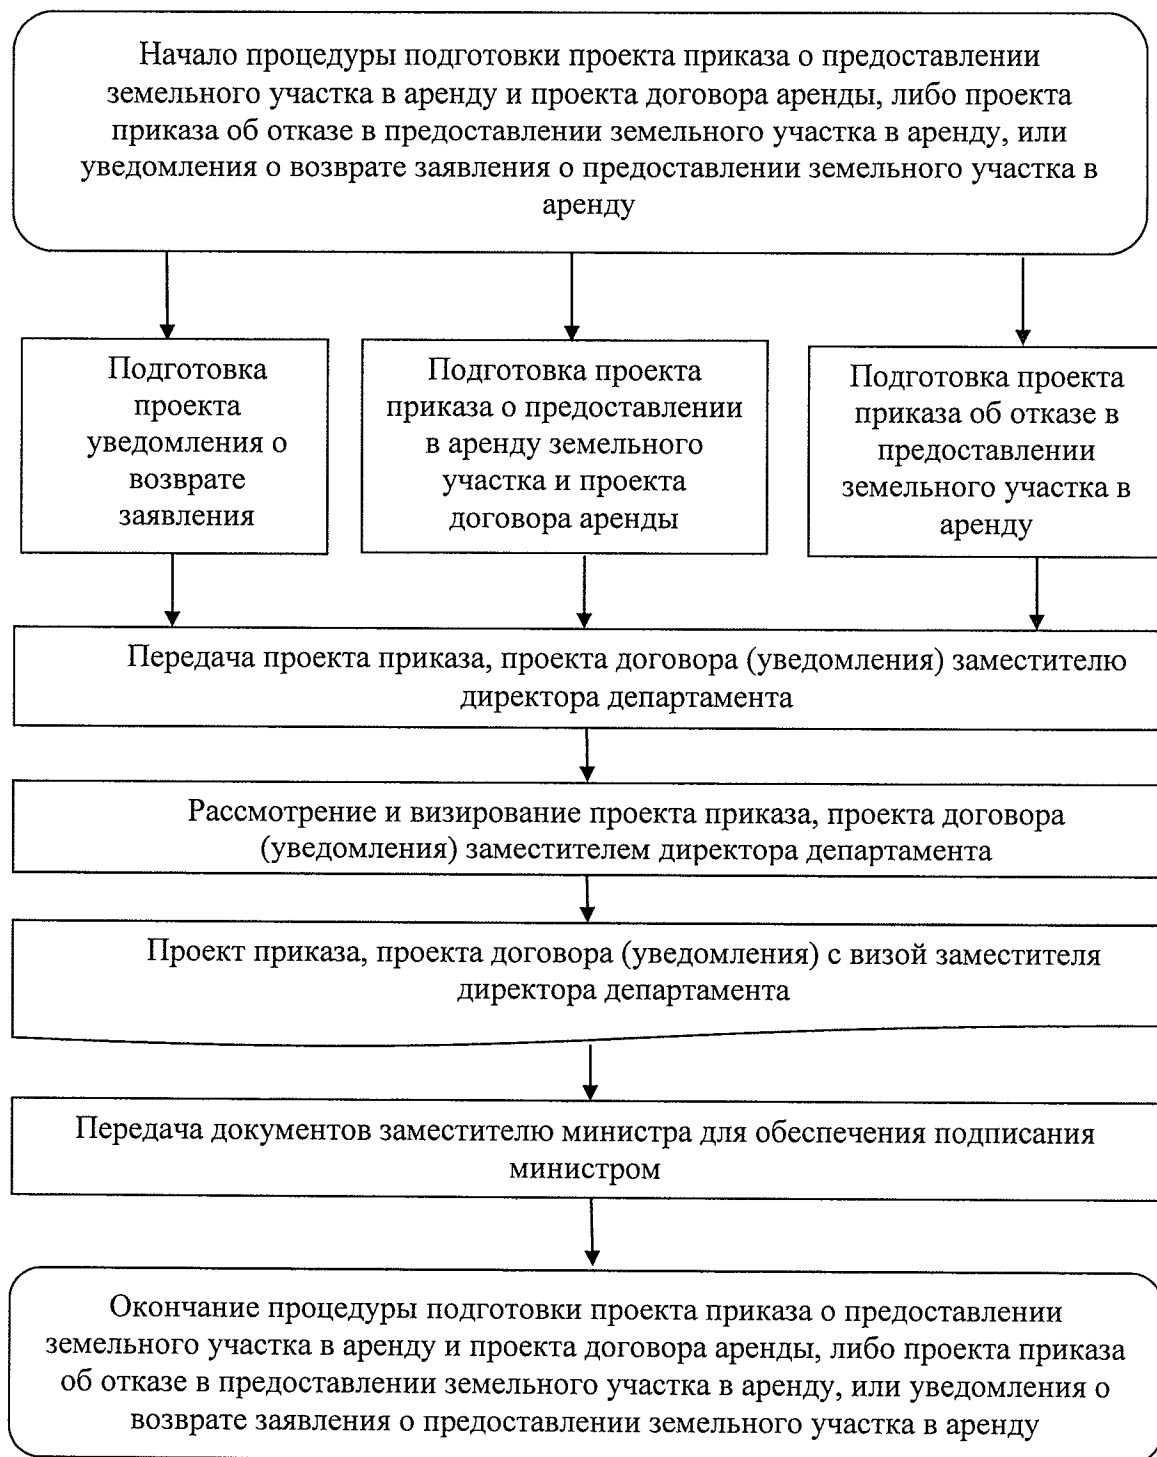 Начало процедуры подготовки проекта приказа о предоставлении
земельного участка в аренду и проекта договора аренды, либо проекта
приказа об отказе в предоставлении земельного участка в аренду, или
уведомления о возврате заявления о предоставлении земельного участка в
аренду
Подготовка
проекта
уведомления о
возврате
заявления
Подготовка проекта
приказа о предоставлении
в аренду земельного
участка и проекта
договора аренды
Подготовка проекта
приказа об отказе в
предоставлении
земельного участка в
аренду
Передача проекта приказа, проекта договора (уведомления) заместителю
директора департамента
Рассмотрение и визирование проекта приказа, проекта договора
(уведомления) заместителем директора департамента
Проект приказа, проекта договора (уведомления) с визой заместителя
директора департамента
Передача документов заместителю министра для обеспечения подписания
министром
Окончание процедуры подготовки проекта приказа о предоставлении
земельного участка в аренду и проекта договора аренды, либо проекта приказа
об отказе в предоставлении земельного участка в аренду, или уведомления о
возврате заявления о предоставлении земельного участка в аренду